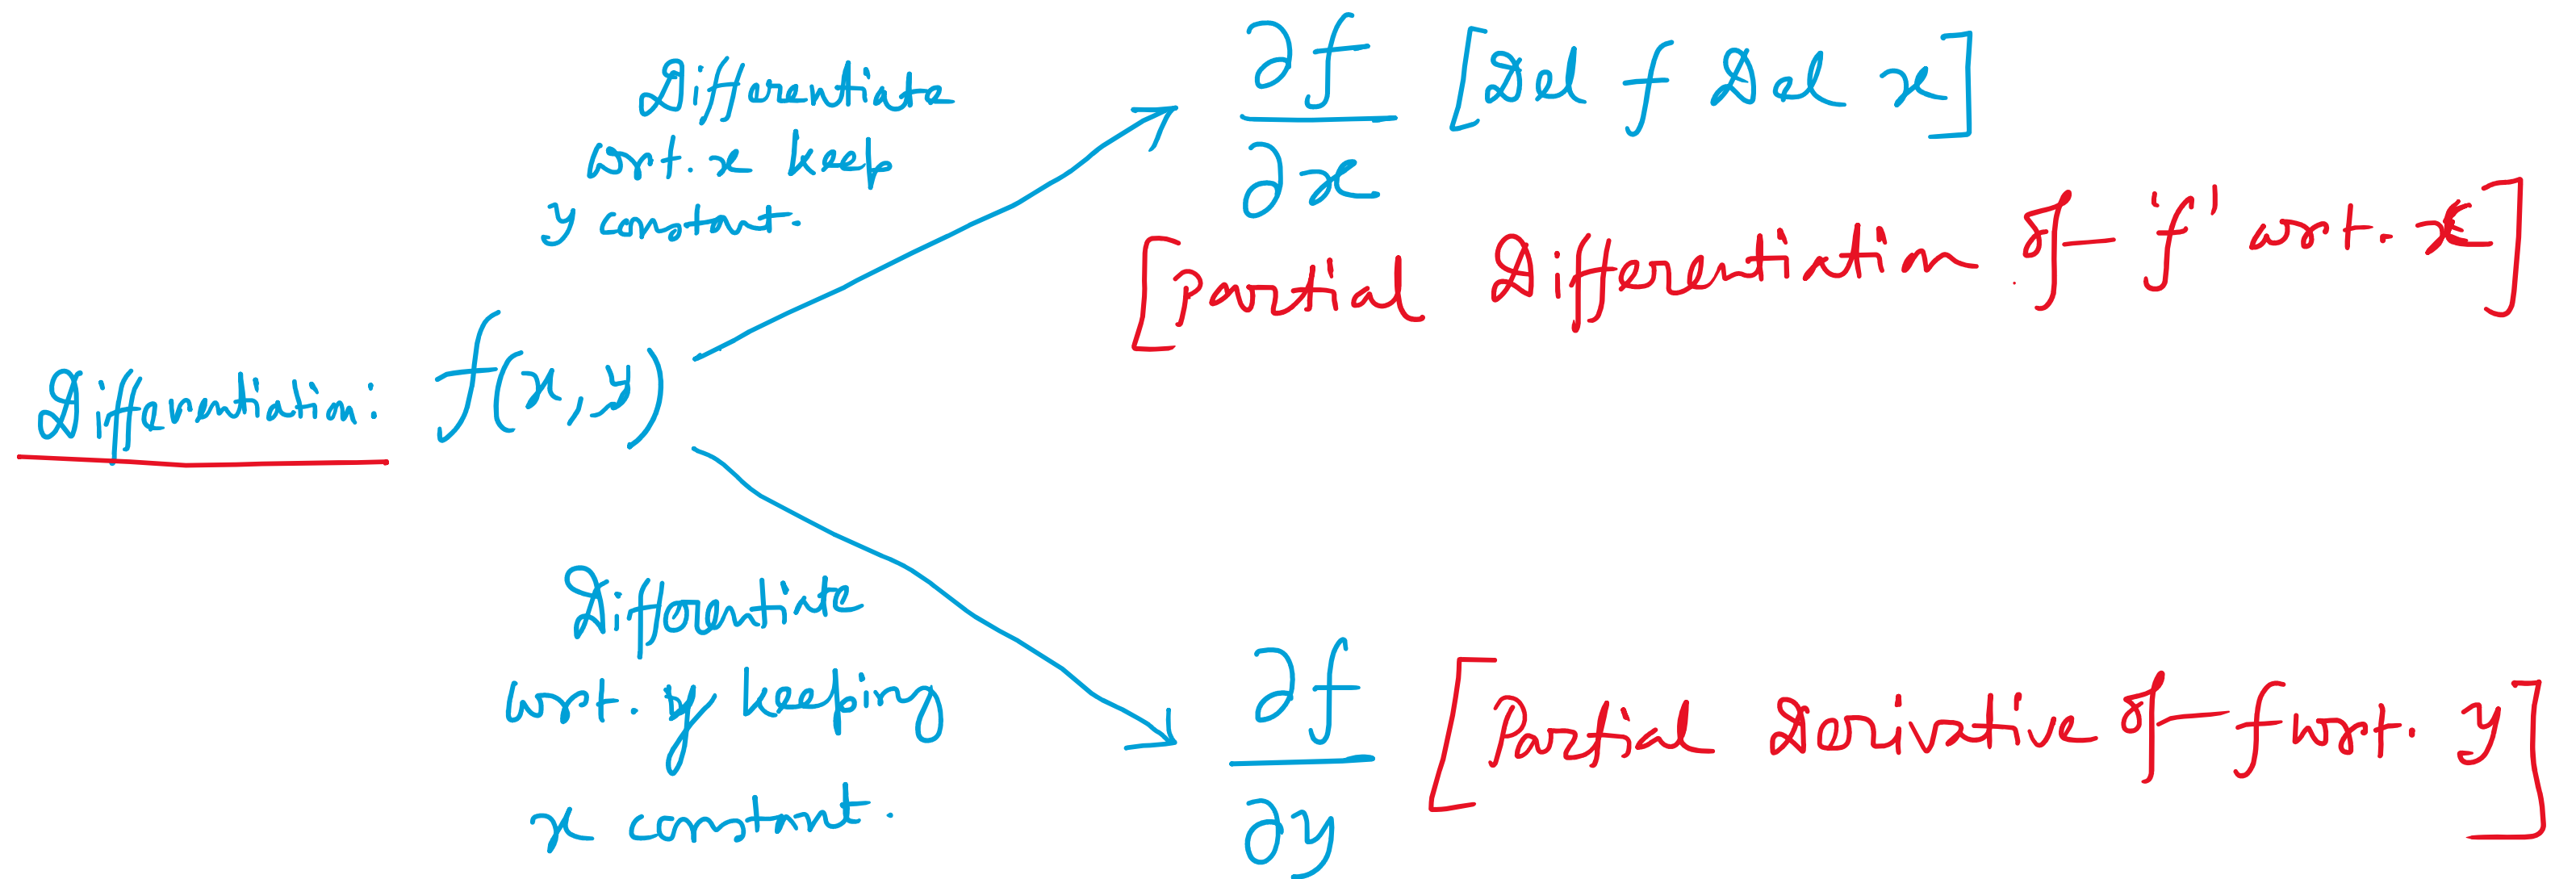 Differentiate
wrt. x keep
y constant.
∂f/∂x [Del f Del x]
[Partial Differentiation of 'f' wrt. x]
Differentiation: f(x,y)
Differentiate
wrt. y keeping
x constant.
∂f/∂y [Partial Derivative of f wrt. y]